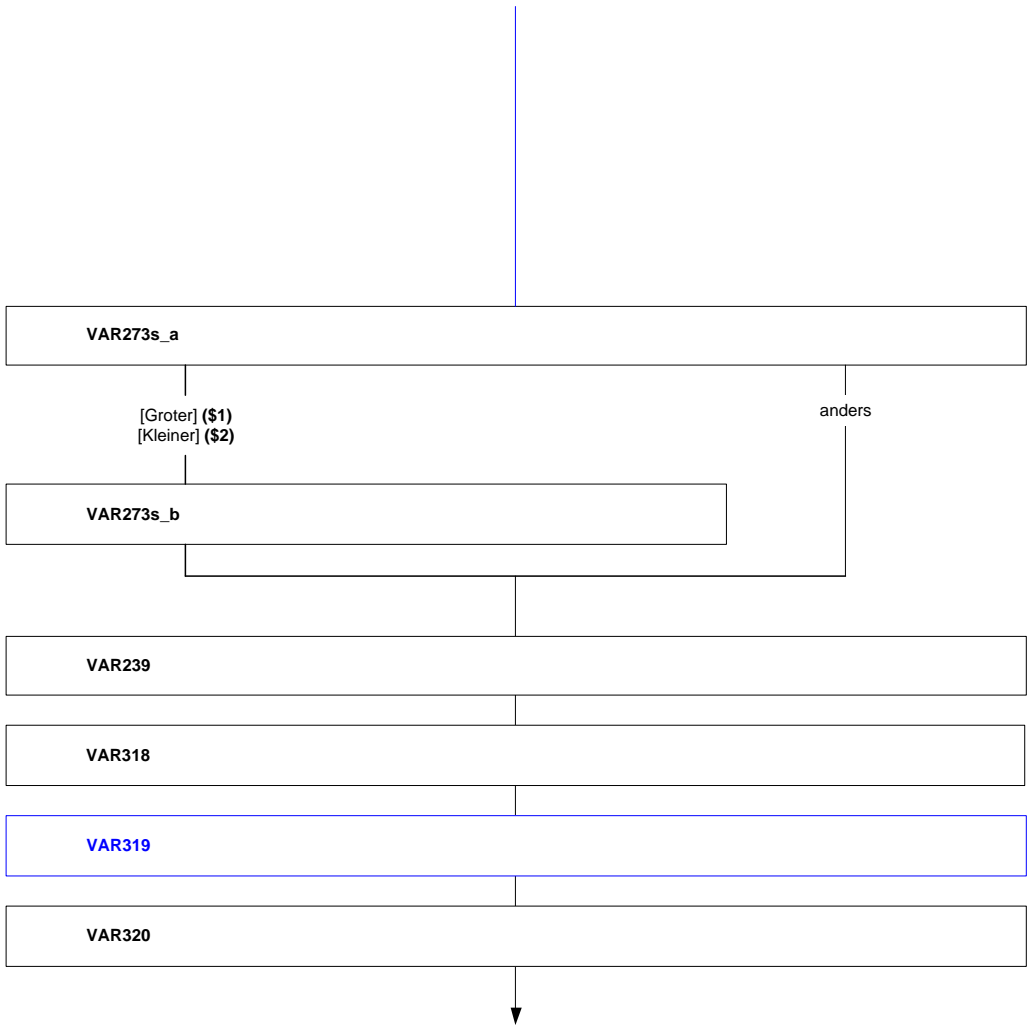 VAR273s_a
[Groter] ($1)
[Kleiner] ($2)
anders
VAR273s_b
VAR239
VAR318
VAR319
VAR320